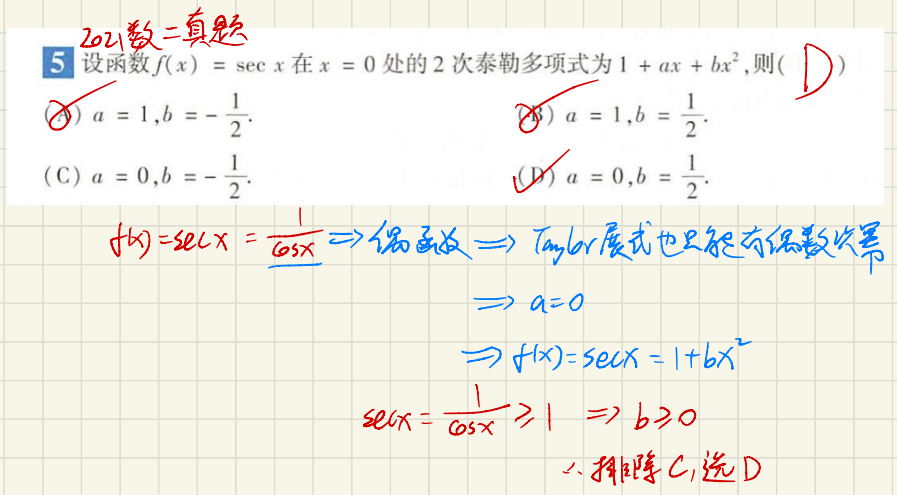 2021数二真题
5 设函数 f(x) = sec x 在 x = 0 处的 2 次泰勒多项式为 1 + ax + bx²,则( D )
(A) a = 1,b = -1/2. (B) a = 1,b = 1/2.
(C) a = 0,b = -1/2. (D) a = 0,b = 1/2.
f(x)=secx = 1/cosx ⇒ 偶函数 ⇒ Taylor展式也只能有偶数次幂
⇒ a=0
⇒ f(x)=secx=1+bx²
secx = 1/cosx ≥ 1 ⇒ b≥0
∴ 排除C,选D